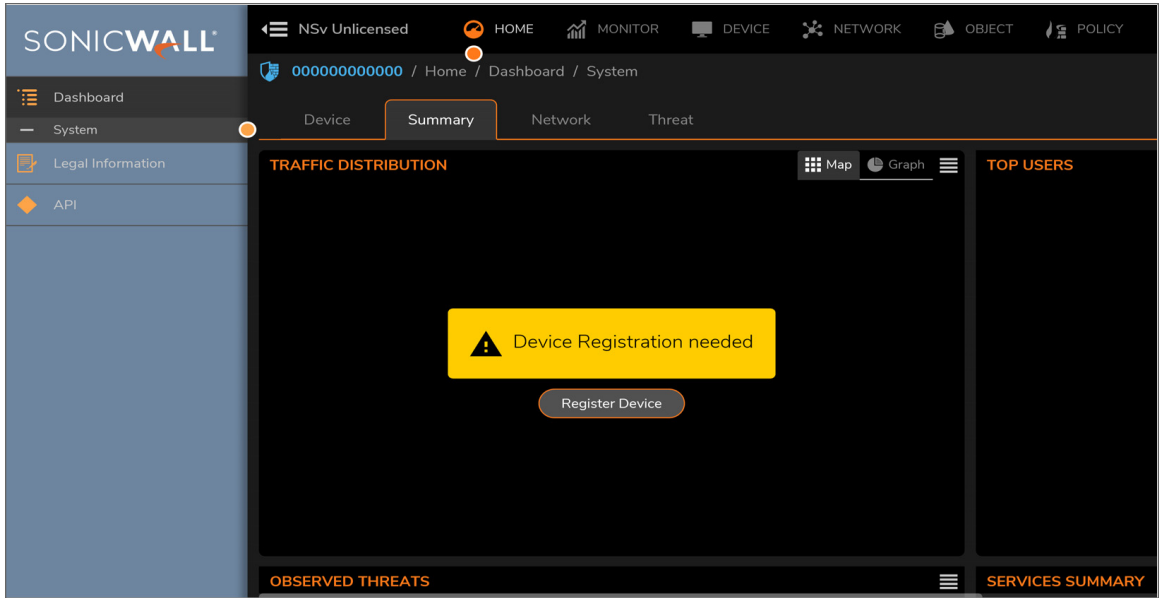 SONICWALL
NSv Unlicensed HOME MONITOR DEVICE NETWORK OBJECT POLICY
000000000000 / Home / Dashboard / System
Dashboard
System
Legal Information
API
Device Summary Network Threat
TRAFFIC DISTRIBUTION Map Graph
TOP USERS
Device Registration needed
Register Device
OBSERVED THREATS
SERVICES SUMMARY